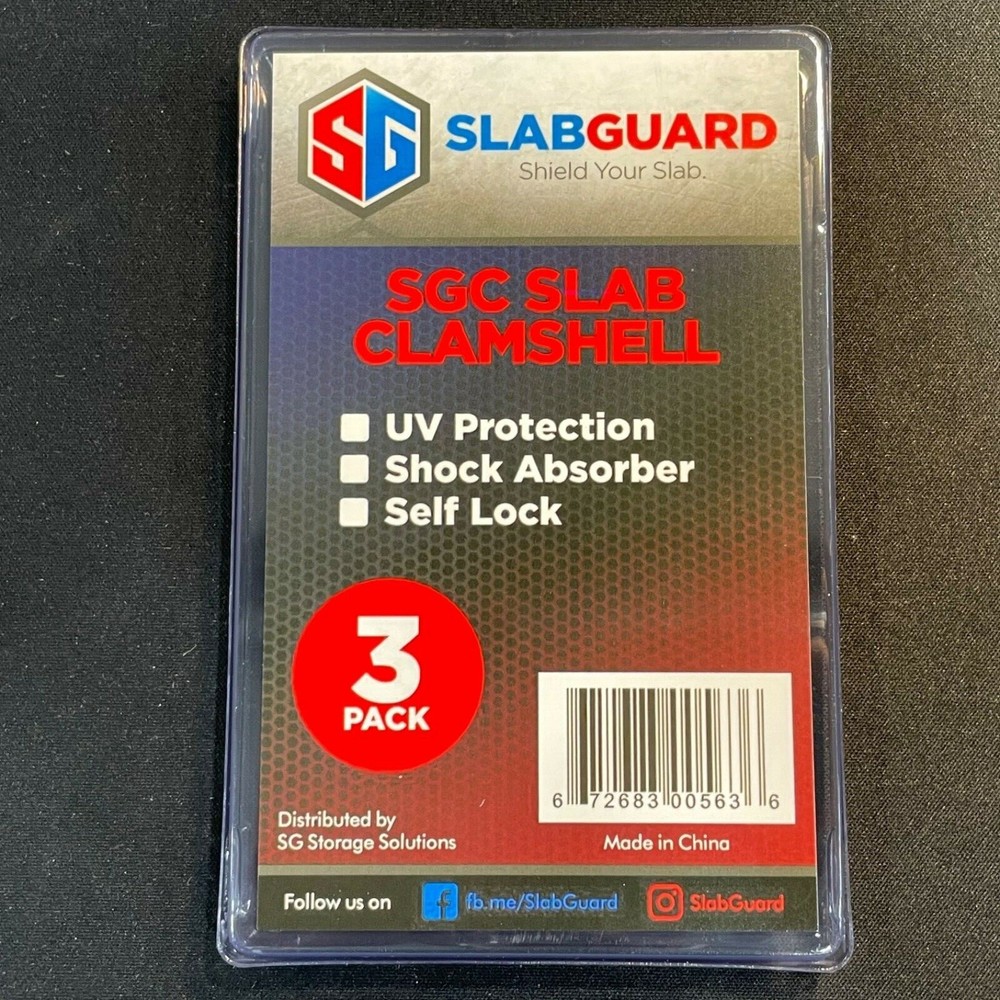 SG SLABGUARD
Shield Your Slab.
SGC SLAB
CLAMSHELL
UV Protection
Shock Absorber
Self Lock
3
PACK
6 72683 00563 6
Distributed by
SG Storage Solutions
Made in China
Follow us on f fb.me/SlabGuard SlabGuard